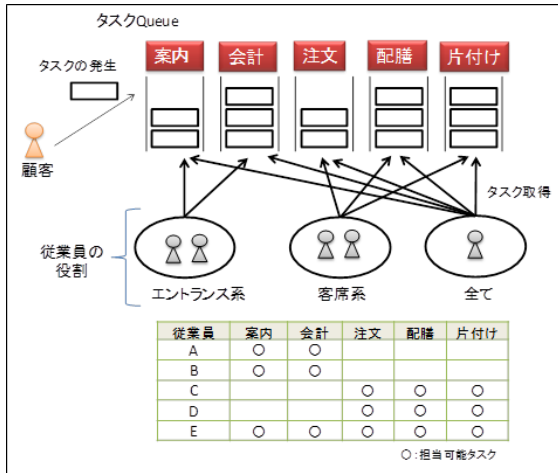 タスクQueue
案内 会計 注文 配膳 片付け
タスクの発生
顧客
タスク取得
従業員の
役割
エントランス系 客席系 全て
従業員 案内 会計 注文 配膳 片付け
A ○ ○
B ○ ○
C ○ ○ ○
D ○ ○ ○
E ○ ○ ○ ○ ○
○:担当可能タスク